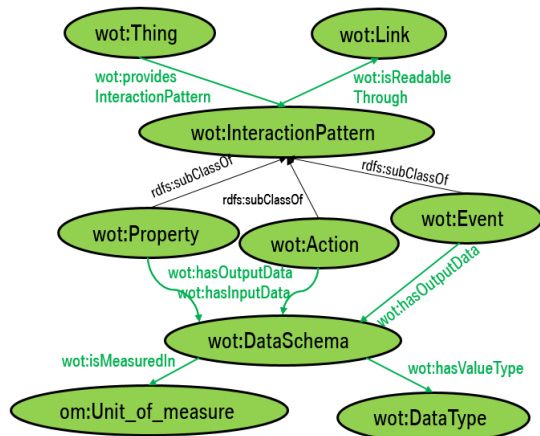 wot:Thing
wot:Link
wot:provides
InteractionPattern
wot:isReadable
Through
wot:InteractionPattern
rdfs:subClassOf
rdfs:subClassOf
rdfs:subClassOf
wot:Property
wot:Action
wot:Event
wot:hasOutputData
wot:hasInputData
wot:hasOutputData
wot:DataSchema
wot:isMeasuredIn
wot:hasValueType
om:Unit_of_measure
wot:DataType